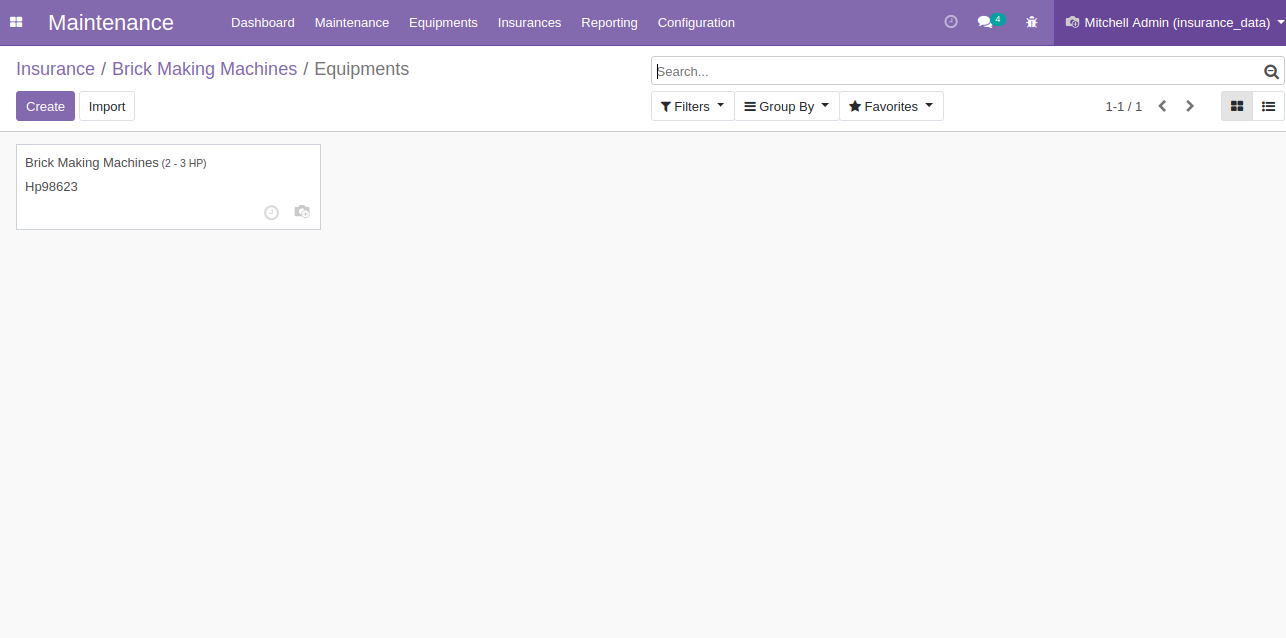 Maintenance Dashboard Maintenance Equipments Insurances Reporting Configuration 4 Mitchell Admin (insurance_data)
Insurance / Brick Making Machines / Equipments
Search...
Create Import Filters Group By Favorites 1-1 / 1
Brick Making Machines (2 - 3 HP)
Hp98623